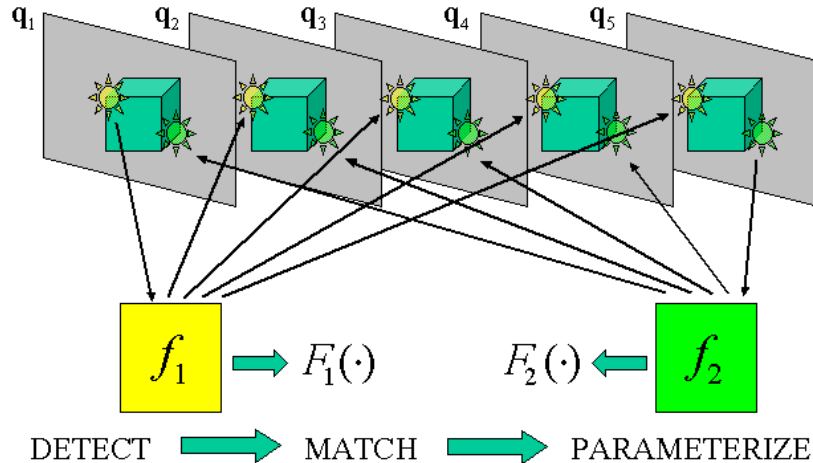 q1 q2 q3 q4 q5
f1 F1(·) F2(·) f2
DETECT MATCH PARAMETERIZE